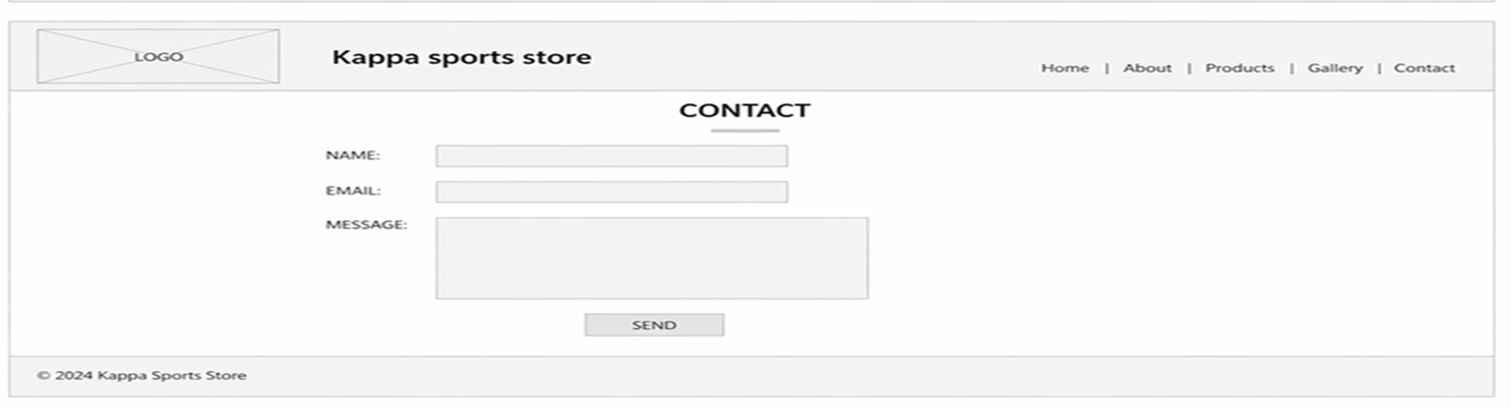 LOGO
Kappa sports store
Home | About | Products | Gallery | Contact
CONTACT
NAME:
EMAIL:
MESSAGE:
SEND
© 2024 Kappa Sports Store